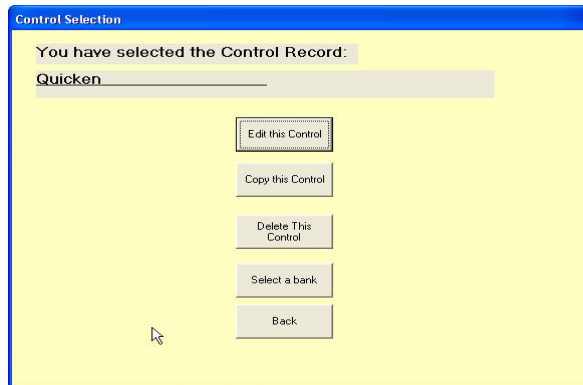 Control Selection
You have selected the Control Record:
Quicken
Edit this Control
Copy this Control
Delete This
Control
Select a bank
Back